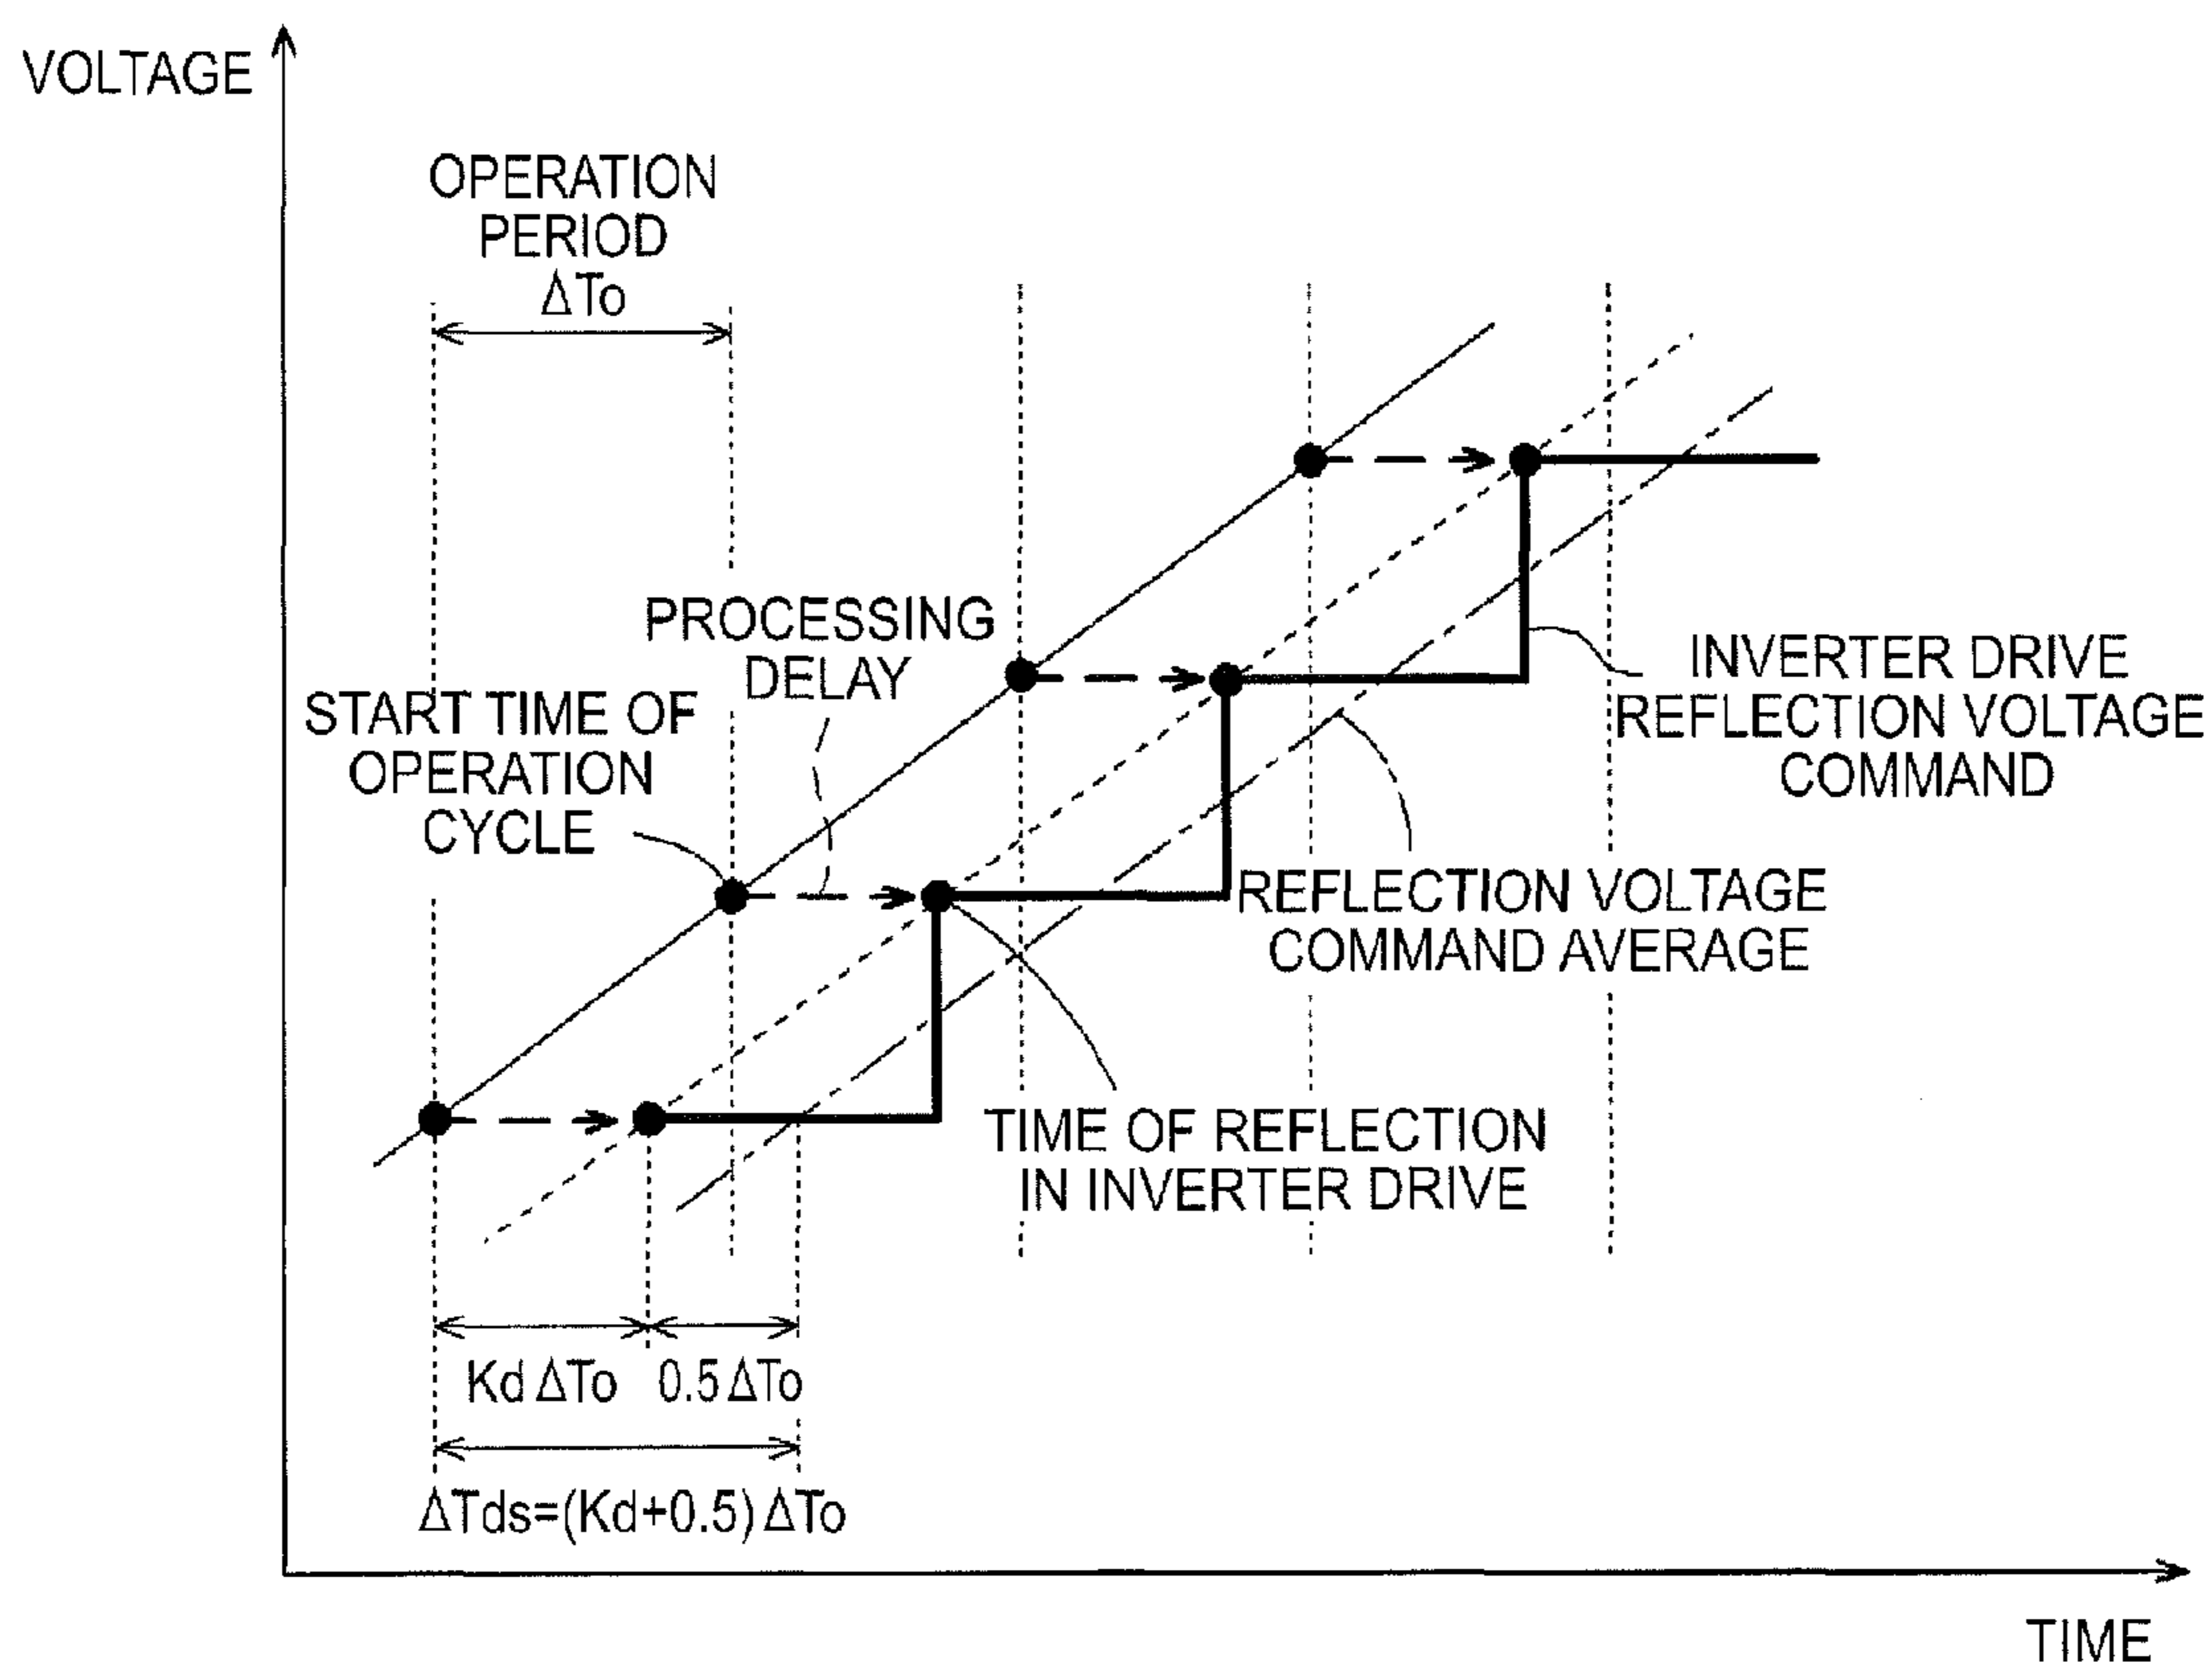 VOLTAGE
OPERATION
PERIOD
ΔTo
PROCESSING
DELAY
START TIME OF
OPERATION
CYCLE
INVERTER DRIVE
REFLECTION VOLTAGE
COMMAND
REFLECTION VOLTAGE
COMMAND AVERAGE
TIME OF REFLECTION
IN INVERTER DRIVE
Kd ΔTo
0.5 ΔTo
ΔTds=(Kd+0.5) ΔTo
TIME